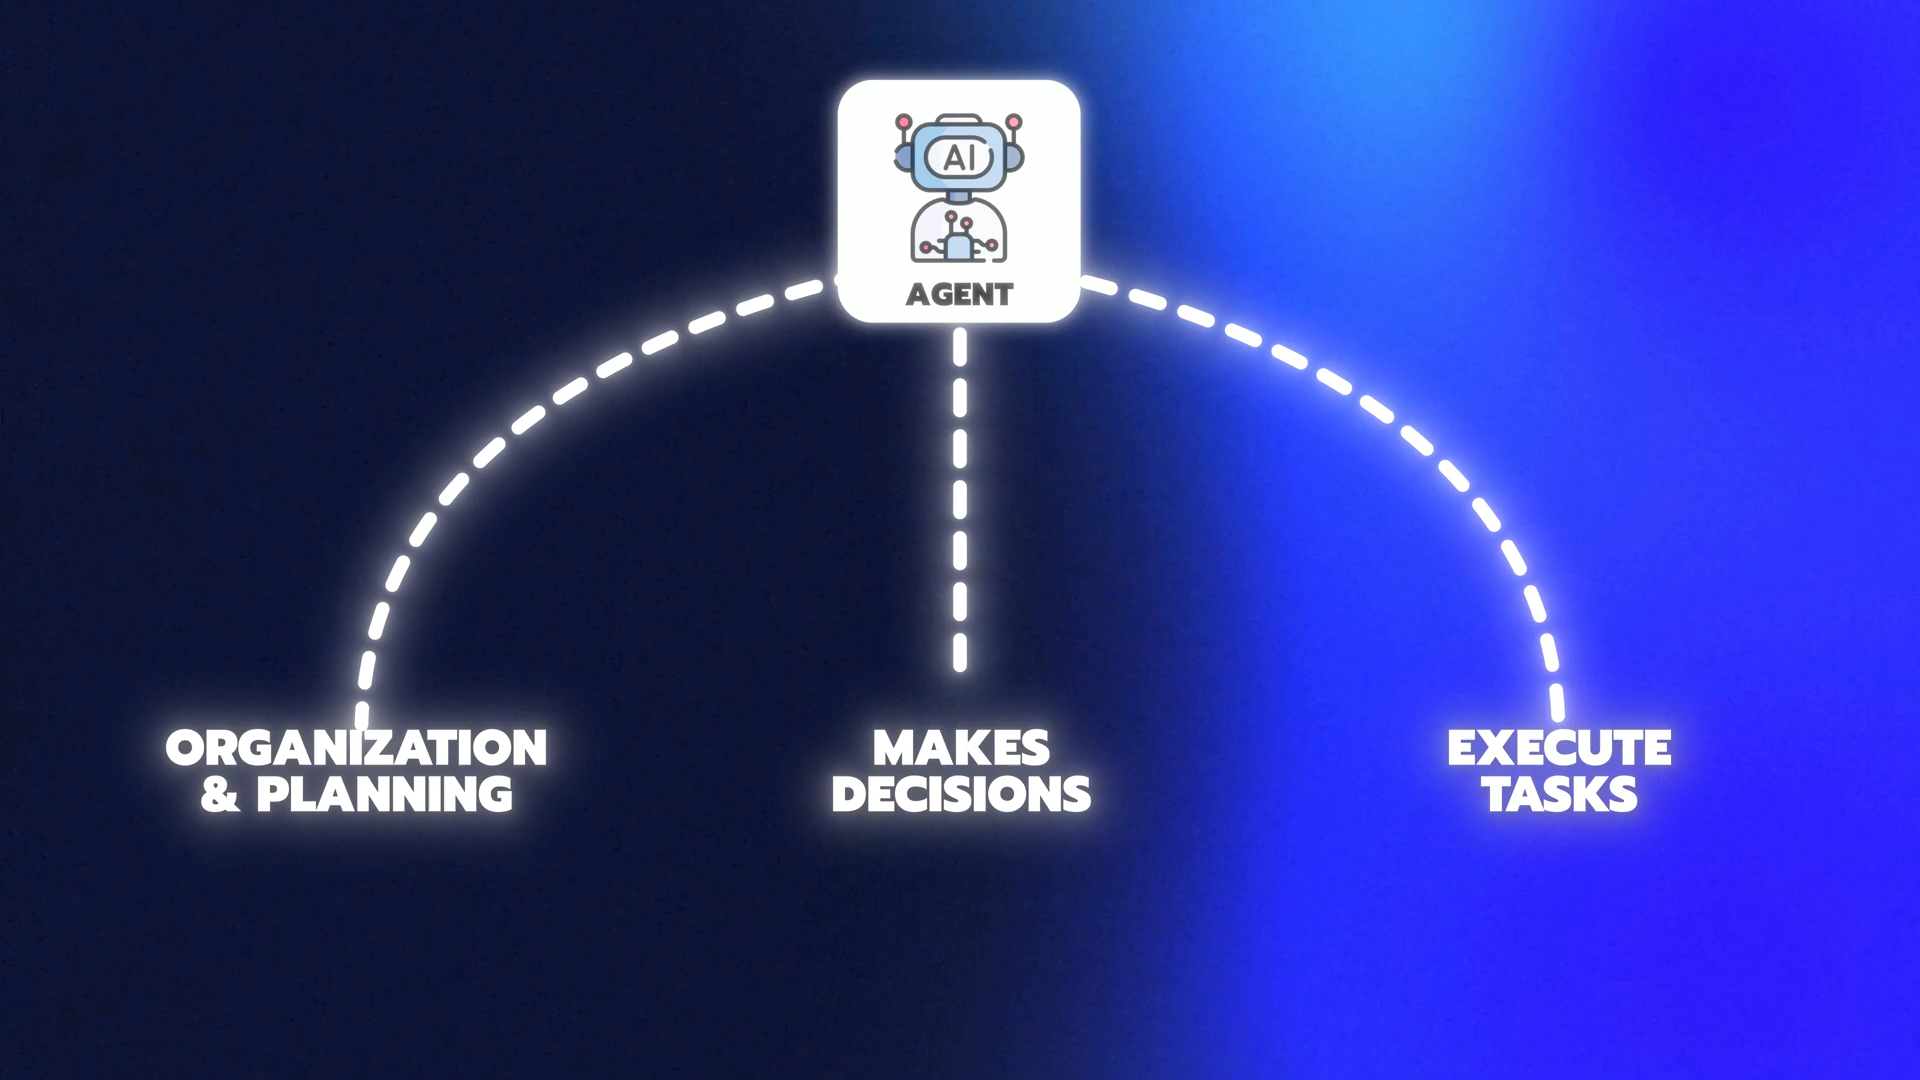 AI
AGENT
ORGANIZATION
& PLANNING
MAKES
DECISIONS
EXECUTE
TASKS